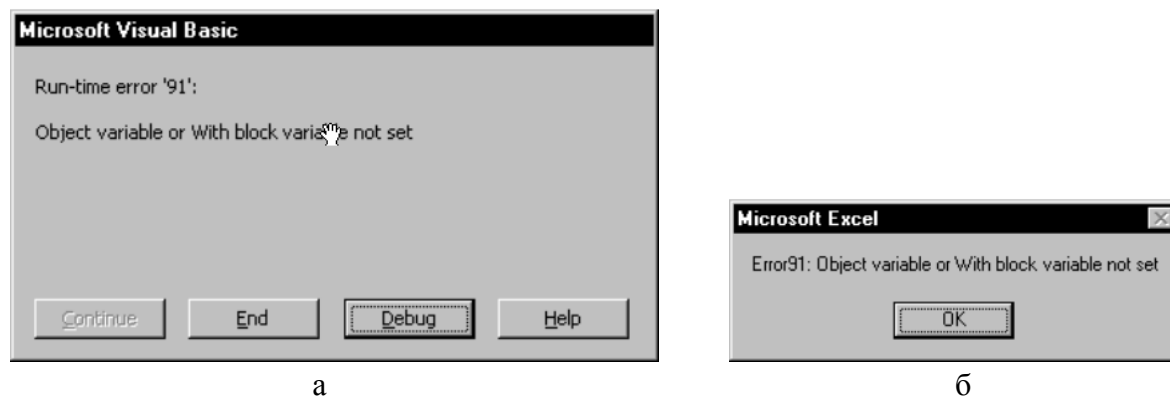 Microsoft Visual Basic
Run-time error '91':
Object variable or With block variable not set
Continue End Debug Help
а
Microsoft Excel
Error91: Object variable or With block variable not set
OK
б